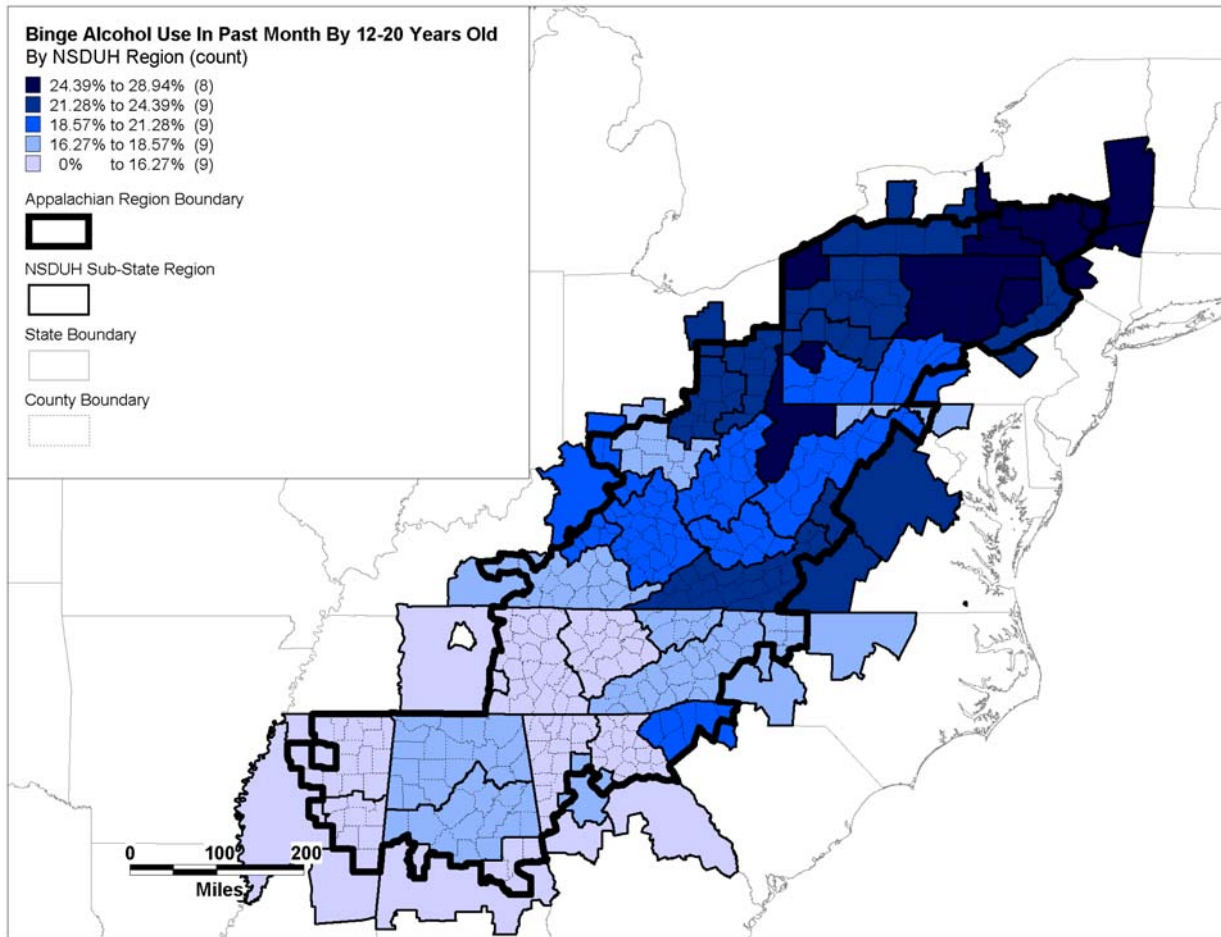 Binge Alcohol Use In Past Month By 12-20 Years Old
By NSDUH Region (count)
24.39% to 28.94% (8)
21.28% to 24.39% (9)
18.57% to 21.28% (9)
16.27% to 18.57% (9)
0% to 16.27% (9)
Appalachian Region Boundary
NSDUH Sub-State Region
State Boundary
County Boundary
0 100 200
Miles